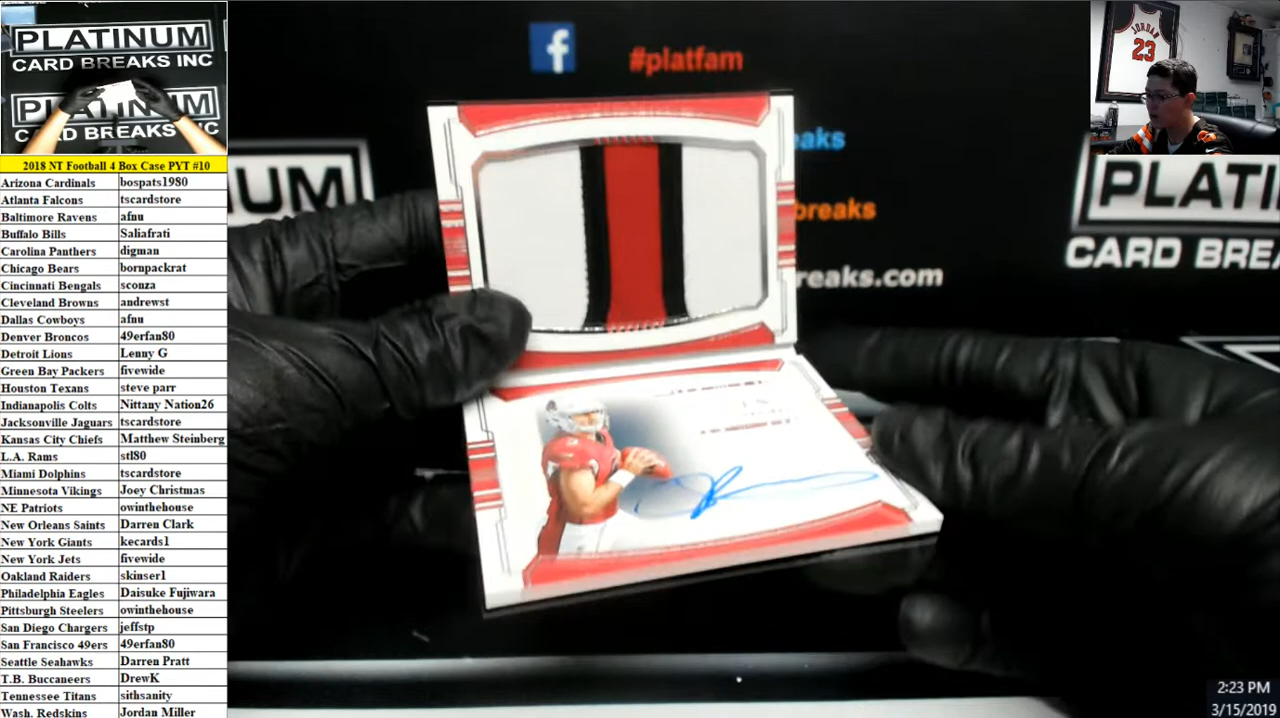 PLATINUM
CARD BREAKS INC
PLATINUM
CARD BREAKS INC
2018 NT Football 4 Box Case PYT #10
Arizona Cardinals bospats1980
Atlanta Falcons tscardstore
Baltimore Ravens afnu
Buffalo Bills Saliafrati
Carolina Panthers digman
Chicago Bears bornpackrat
Cincinnati Bengals sconza
Cleveland Browns andrewst
Dallas Cowboys afnu
Denver Broncos 49erfan80
Detroit Lions Lenny G
Green Bay Packers fivewide
Houston Texans steve parr
Indianapolis Colts Nittany Nation26
Jacksonville Jaguars tscardstore
Kansas City Chiefs Matthew Steinberg
L.A. Rams stl80
Miami Dolphins tscardstore
Minnesota Vikings Joey Christmas
NE Patriots owinthehouse
New Orleans Saints Darren Clark
New York Giants kecards1
New York Jets fivewide
Oakland Raiders skinser1
Philadelphia Eagles Daisuke Fujiwara
Pittsburgh Steelers owinthehouse
San Diego Chargers jeffstp
San Francisco 49ers 49erfan80
Seattle Seahawks Darren Pratt
T.B. Buccaneers DrewK
Tennessee Titans sithsanity
Wash. Redskins Jordan Miller
f
#platfam
eaks
breaks
reaks.com
NUM
PLATI
CARD BREA
JORDAN
23
2:23 PM
3/15/2019